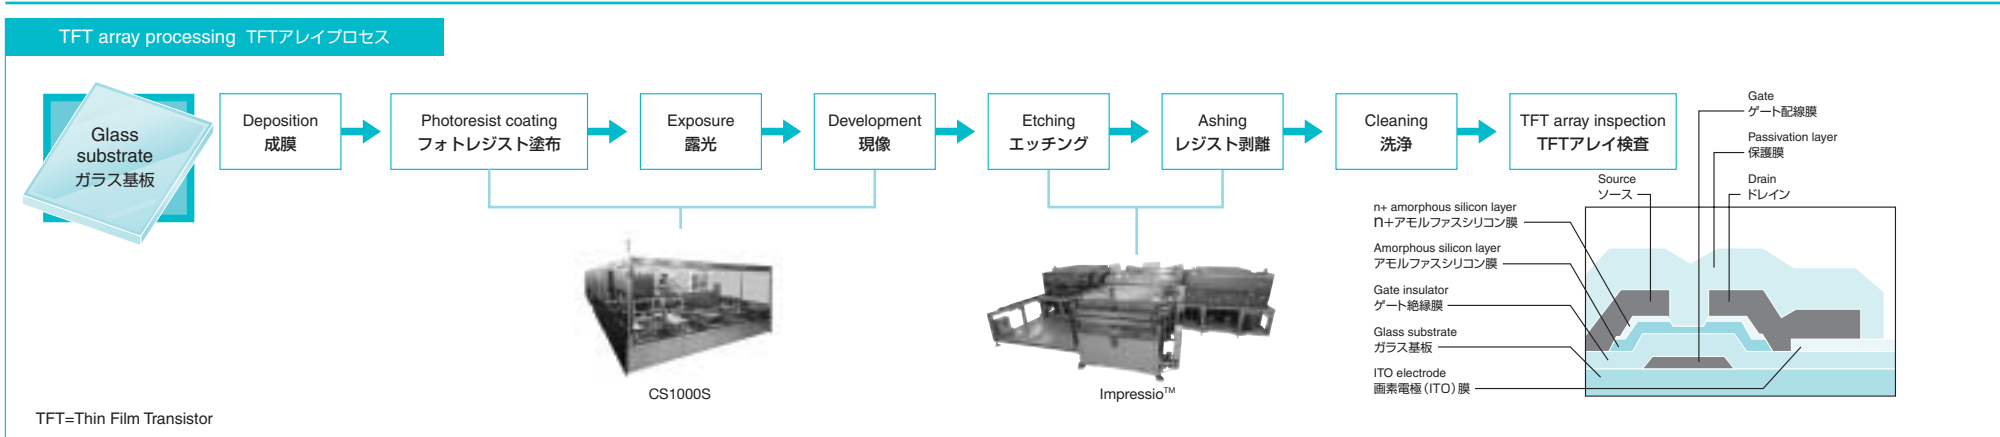 TFT array processing TFTアレイプロセス
Glass
substrate
ガラス基板
Deposition
成膜
Photoresist coating
フォトレジスト塗布
Exposure
露光
Development
現像
Etching
エッチング
Ashing
レジスト剥離
Cleaning
洗浄
TFT array inspection
TFTアレイ検査
CS1000S
Impressio™
Gate
ゲート配線膜
Passivation layer
保護膜
Source
ソース
Drain
ドレイン
n+ amorphous silicon layer
n+アモルファスシリコン膜
Amorphous silicon layer
アモルファスシリコン膜
Gate insulator
ゲート絶縁膜
Glass substrate
ガラス基板
ITO electrode
画素電極(ITO)膜
TFT=Thin Film Transistor